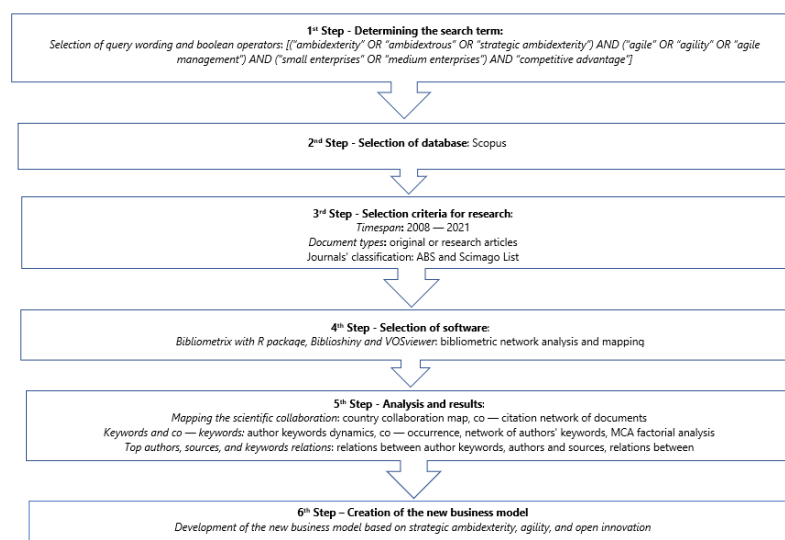 1st Step - Determining the search term:
Selection of query wording and boolean operators: [("ambidexterity" OR "ambidextrous" OR "strategic ambidexterity") AND ("agile" OR "agility" OR "agile
management") AND ("small enterprises" OR "medium enterprises") AND "competitive advantage"]
2nd Step - Selection of database: Scopus
3rd Step - Selection criteria for research:
Timespan: 2008 — 2021
Document types: original or research articles
Journals' classification: ABS and Scimago List
4th Step - Selection of software:
Bibliometrix with R package, Biblioshiny and VOSviewer: bibliometric network analysis and mapping
5th Step - Analysis and results:
Mapping the scientific collaboration: country collaboration map, co — citation network of documents
Keywords and co — keywords: author keywords dynamics, co — occurrence, network of authors' keywords, MCA factorial analysis
Top authors, sources, and keywords relations: relations between author keywords, authors and sources, relations between
6th Step – Creation of the new business model
Development of the new business model based on strategic ambidexterity, agility, and open innovation